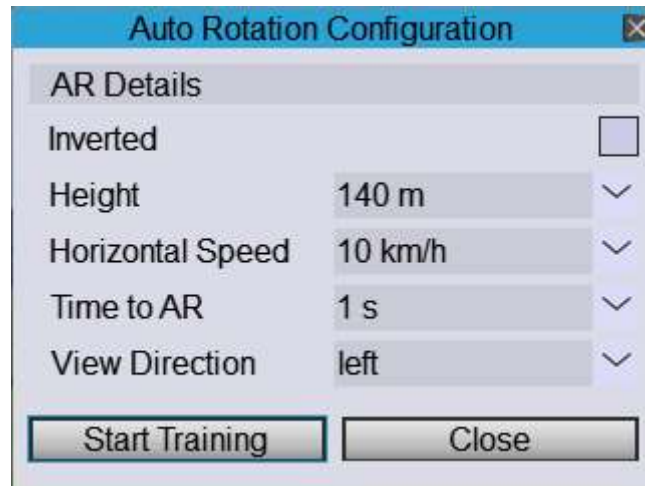 Auto Rotation Configuration
AR Details
Inverted
Height 140 m
Horizontal Speed 10 km/h
Time to AR 1 s
View Direction left
Start Training Close